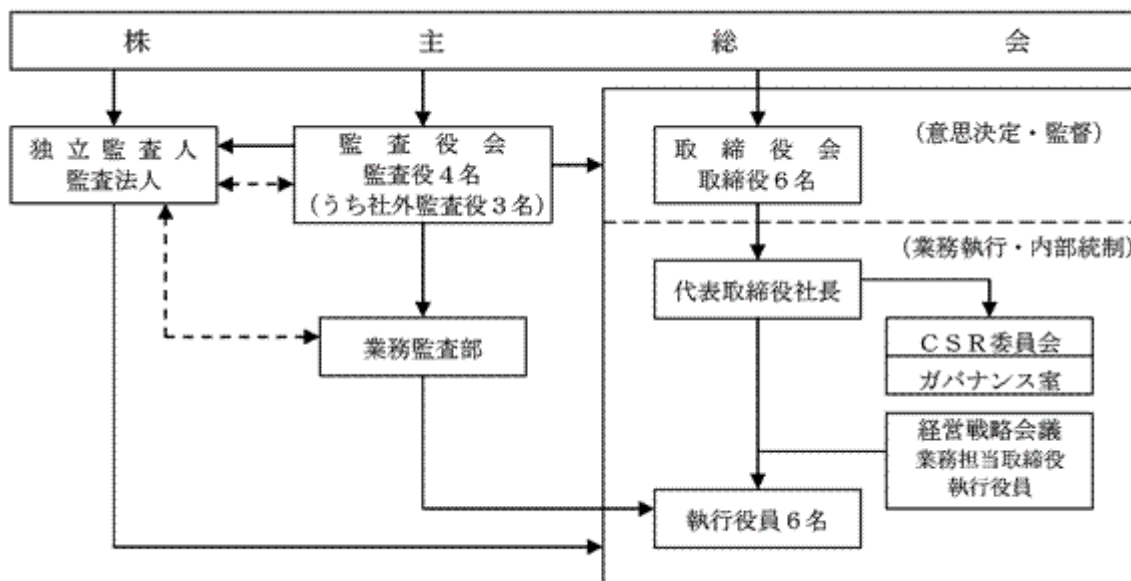 株主総会
独立監査人
監査法人
監査役会
監査役4名
(うち社外監査役3名)
取締役会
取締役6名
(意思決定・監督)
(業務執行・内部統制)
代表取締役社長
業務監査部
CSR委員会
ガバナンス室
経営戦略会議
業務担当取締役
執行役員
執行役員6名